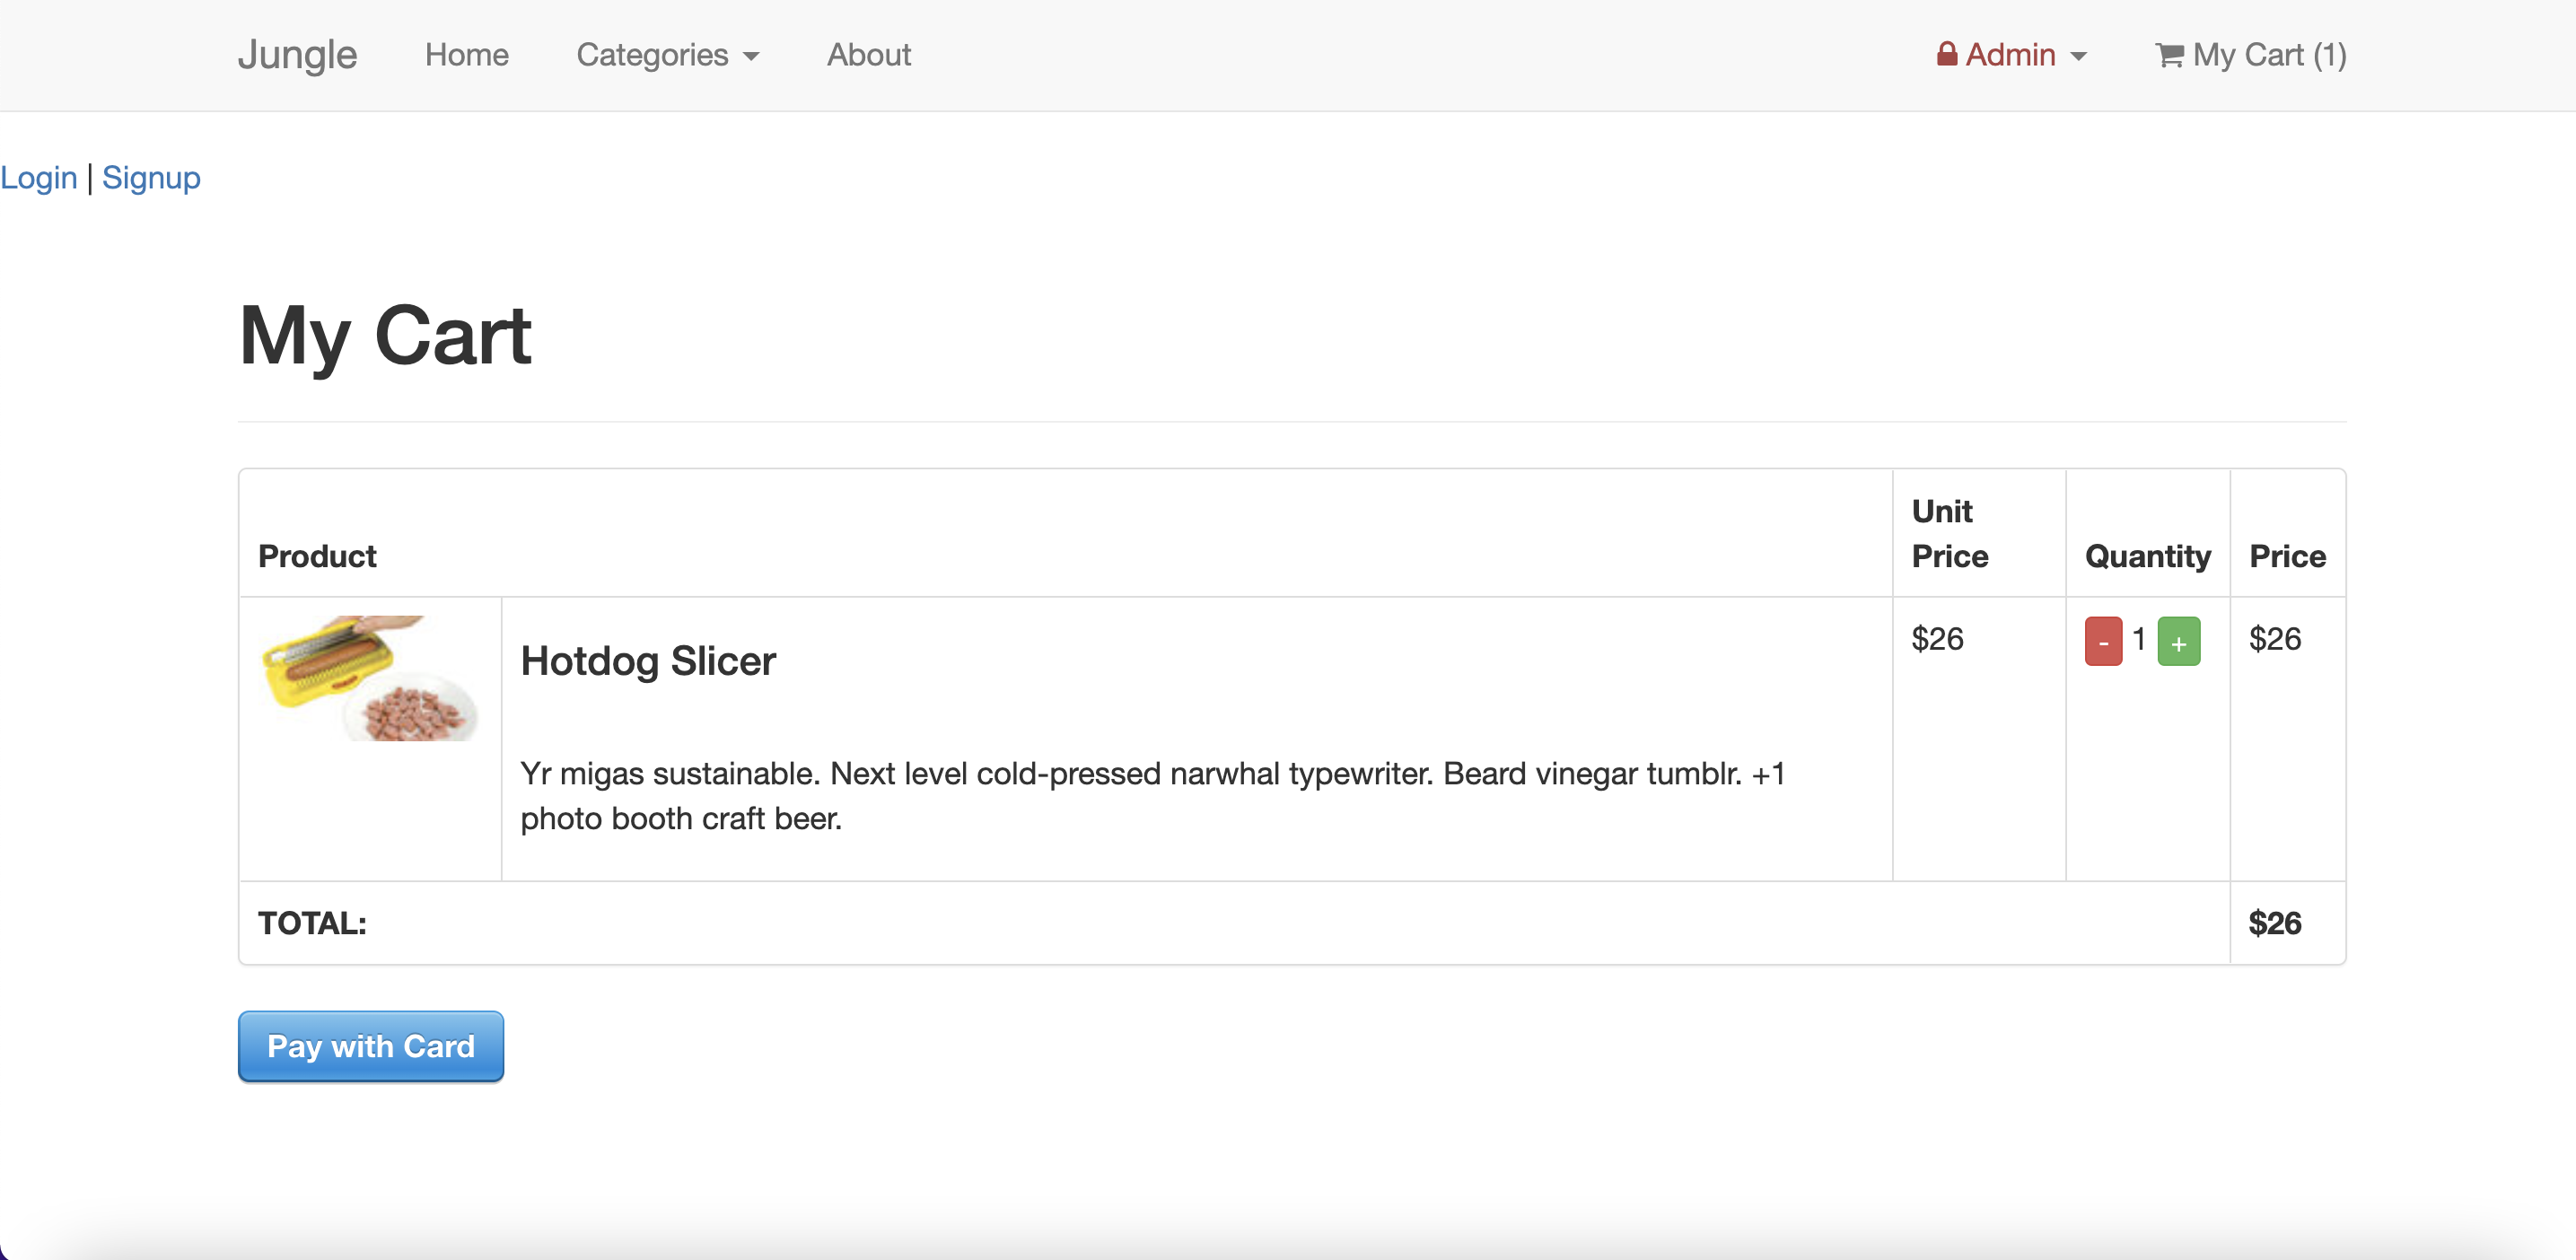 Jungle Home Categories About Admin My Cart (1)
Login | Signup
My Cart
Product Unit Price Quantity Price
Hotdog Slicer $26 - 1 + $26
Yr migas sustainable. Next level cold-pressed narwhal typewriter. Beard vinegar tumblr. +1
photo booth craft beer.
TOTAL: $26
Pay with Card